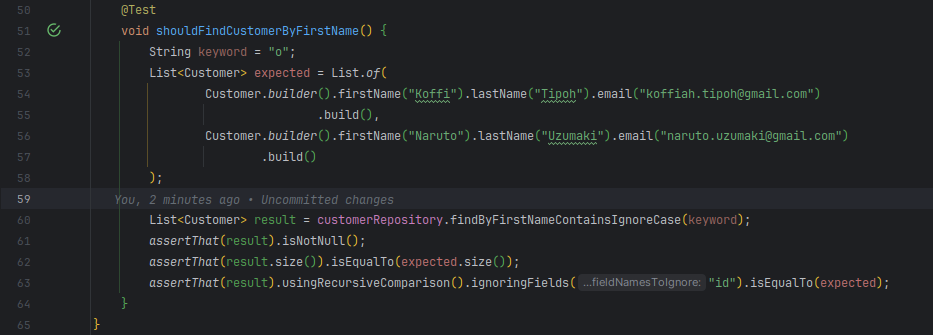 50 @Test
51 void shouldFindCustomerByFirstName() {
52 String keyword = "o";
53 List<Customer> expected = List.of(
54 Customer.builder().firstName("Koffi").lastName("Tipoh").email("koffiah.tipoh@gmail.com")
55 .build(),
56 Customer.builder().firstName("Naruto").lastName("Uzumaki").email("naruto.uzumaki@gmail.com")
57 .build()
58 );
59 You, 2 minutes ago • Uncommitted changes
60 List<Customer> result = customerRepository.findByFirstNameContainsIgnoreCase(keyword);
61 assertThat(result).isNotNull();
62 assertThat(result.size()).isEqualTo(expected.size());
63 assertThat(result).usingRecursiveComparison().ignoringFields( ...fieldNamesToIgnore: "id").isEqualTo(expected);
64 }
65 }